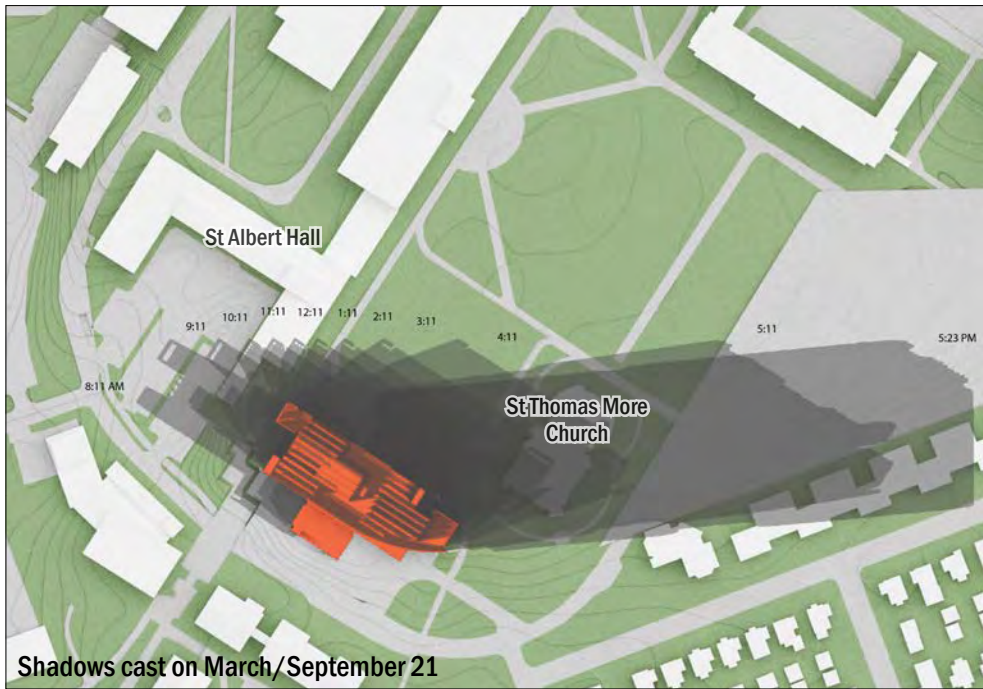 St Albert Hall
8:11 AM
9:11
10:11
11:11
12:11
1:11
2:11
3:11
4:11
5:11
5:23 PM
St Thomas More
Church
Shadows cast on March/September 21